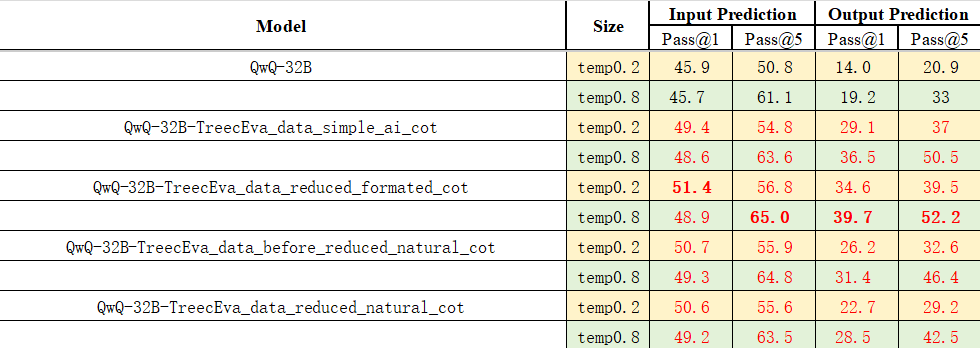 Model Size Input Prediction Output Prediction
Pass@1 Pass@5 Pass@1 Pass@5
QwQ-32B temp0.2 45.9 50.8 14.0 20.9
temp0.8 45.7 61.1 19.2 33
QwQ-32B-TreecEva_data_simple_ai_cot temp0.2 49.4 54.8 29.1 37
temp0.8 48.6 63.6 36.5 50.5
QwQ-32B-TreecEva_data_reduced_formated_cot temp0.2 51.4 56.8 34.6 39.5
temp0.8 48.9 65.0 39.7 52.2
QwQ-32B-TreecEva_data_before_reduced_natural_cot temp0.2 50.7 55.9 26.2 32.6
temp0.8 49.3 64.8 31.4 46.4
QwQ-32B-TreecEva_data_reduced_natural_cot temp0.2 50.6 55.6 22.7 29.2
temp0.8 49.2 63.5 28.5 42.5